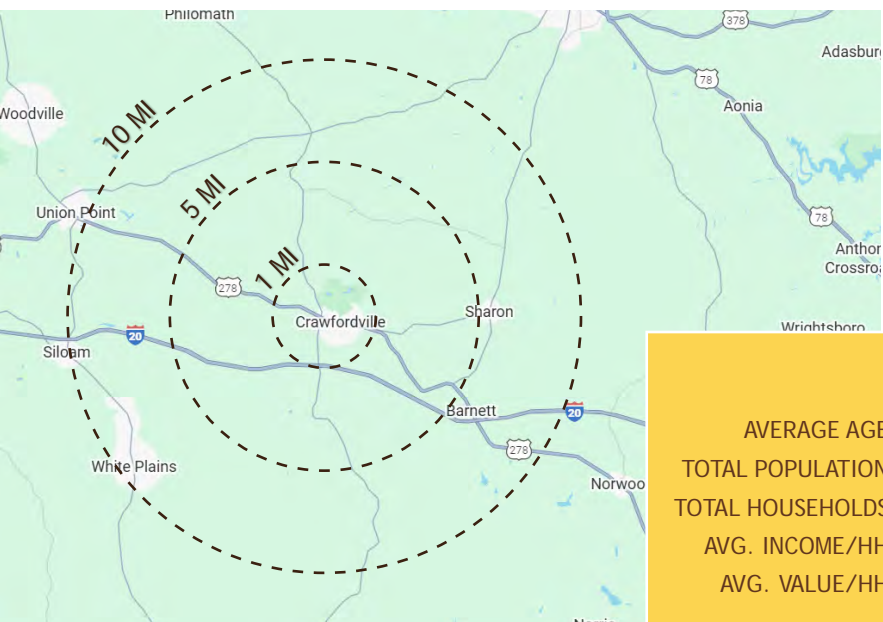 Philomath
378
Adasbur
78
Woodville
10 MI
Aonia
5 MI
Union Point
78
1 MI
Anthon
Crossroa
278
Crawfordville
Sharon
20
Wrightsboro
Siloam
Barnett
20
AVERAGE AGE
278
White Plains
TOTAL POPULATION
Norwoo
TOTAL HOUSEHOLDS
AVG. INCOME/HH
AVG. VALUE/HH